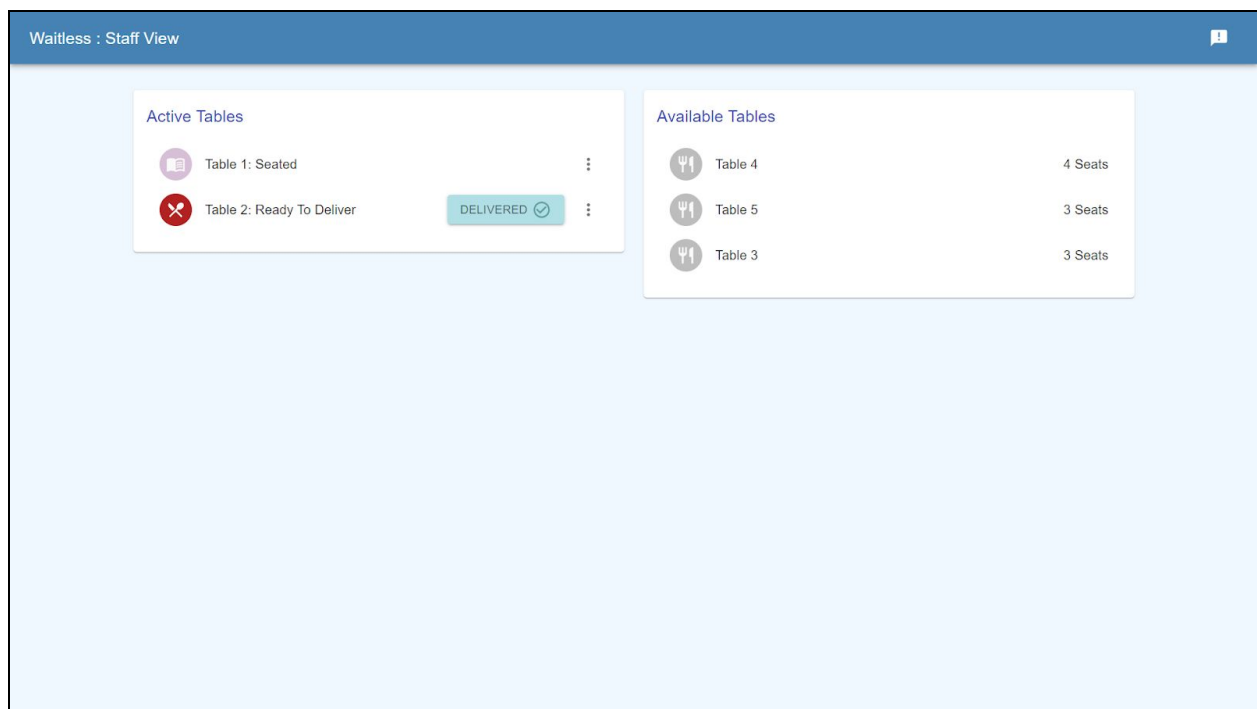 Waitless : Staff View
Active Tables
Table 1: Seated
Table 2: Ready To Deliver
DELIVERED
Available Tables
Table 4
4 Seats
Table 5
3 Seats
Table 3
3 Seats